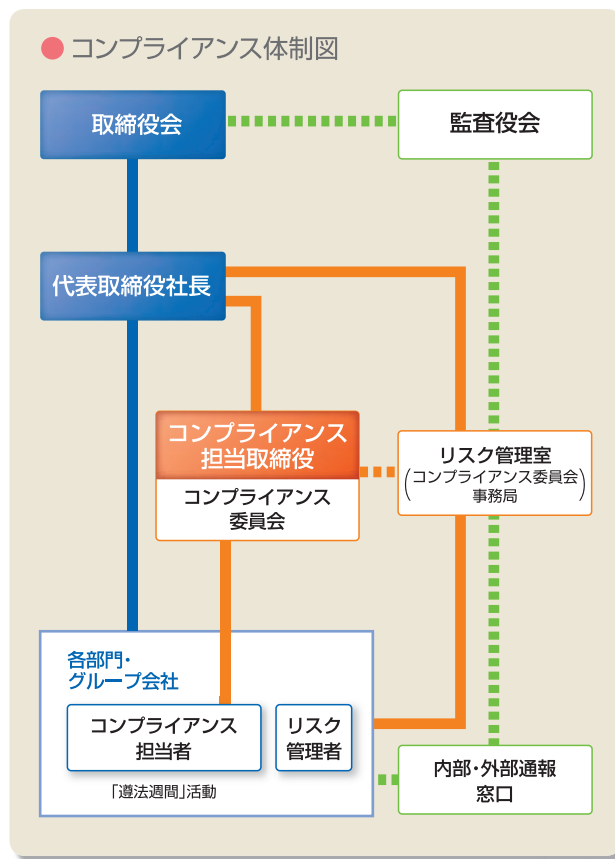 コンプライアンス体制図
取締役会
監査役会
代表取締役社長
コンプライアンス
担当取締役
コンプライアンス
委員会
リスク管理室
(コンプライアンス委員会
事務局)
各部門・
グループ会社
コンプライアンス
担当者
リスク
管理者
「遵法週間」活動
内部・外部通報
窓口